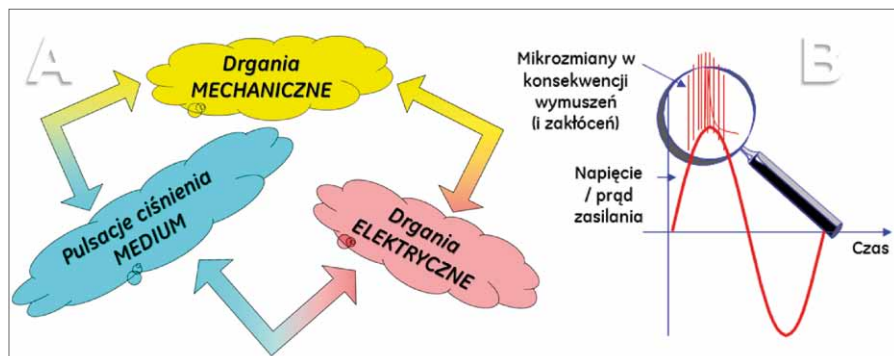 A
Drgania
MECHANICZNE
Pulsacje ciśnienia
MEDIUM
Drgania
ELEKTRYCZNE
B
Mikrozmiany w
konsekwencji
wymuszeń
(i zakłóceń)
Napięcie
/ prąd
zasilania
Czas